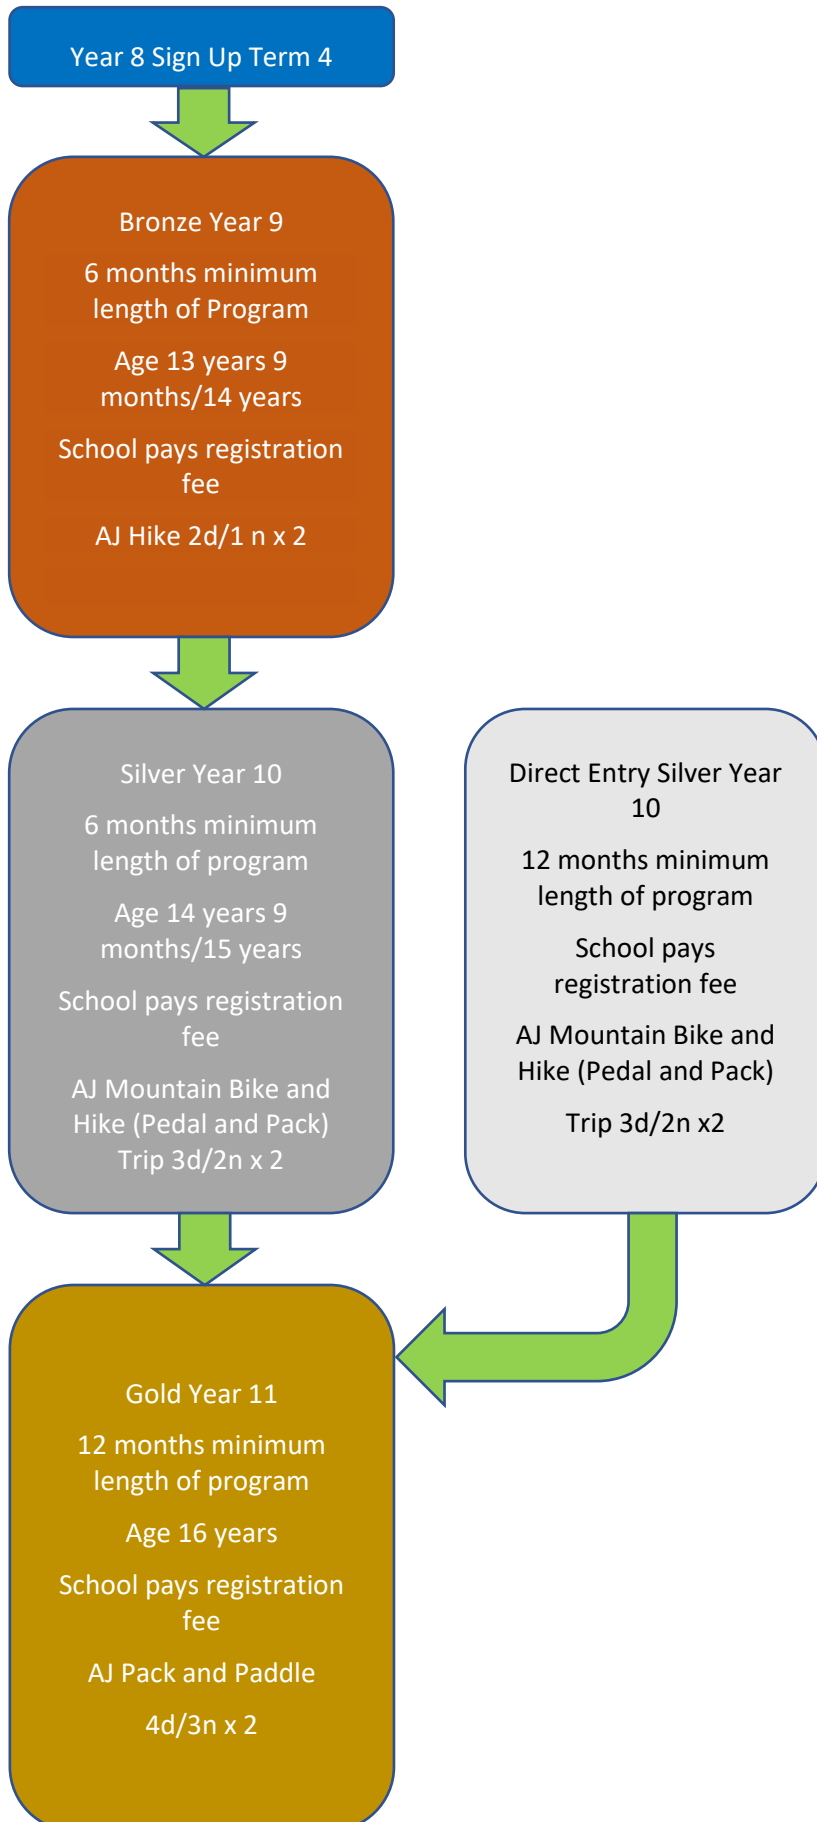 Year 8 Sign Up Term 4
Bronze Year 9
6 months minimum
length of Program
Age 13 years 9
months/14 years
School pays registration
fee
AJ Hike 2d/1 n x 2
Silver Year 10
6 months minimum
length of program
Age 14 years 9
months/15 years
School pays registration
fee
AJ Mountain Bike and
Hike (Pedal and Pack)
Trip 3d/2n x 2
Direct Entry Silver Year
10
12 months minimum
length of program
School pays
registration fee
AJ Mountain Bike and
Hike (Pedal and Pack)
Trip 3d/2n x2
Gold Year 11
12 months minimum
length of program
Age 16 years
School pays registration
fee
AJ Pack and Paddle
4d/3n x 2